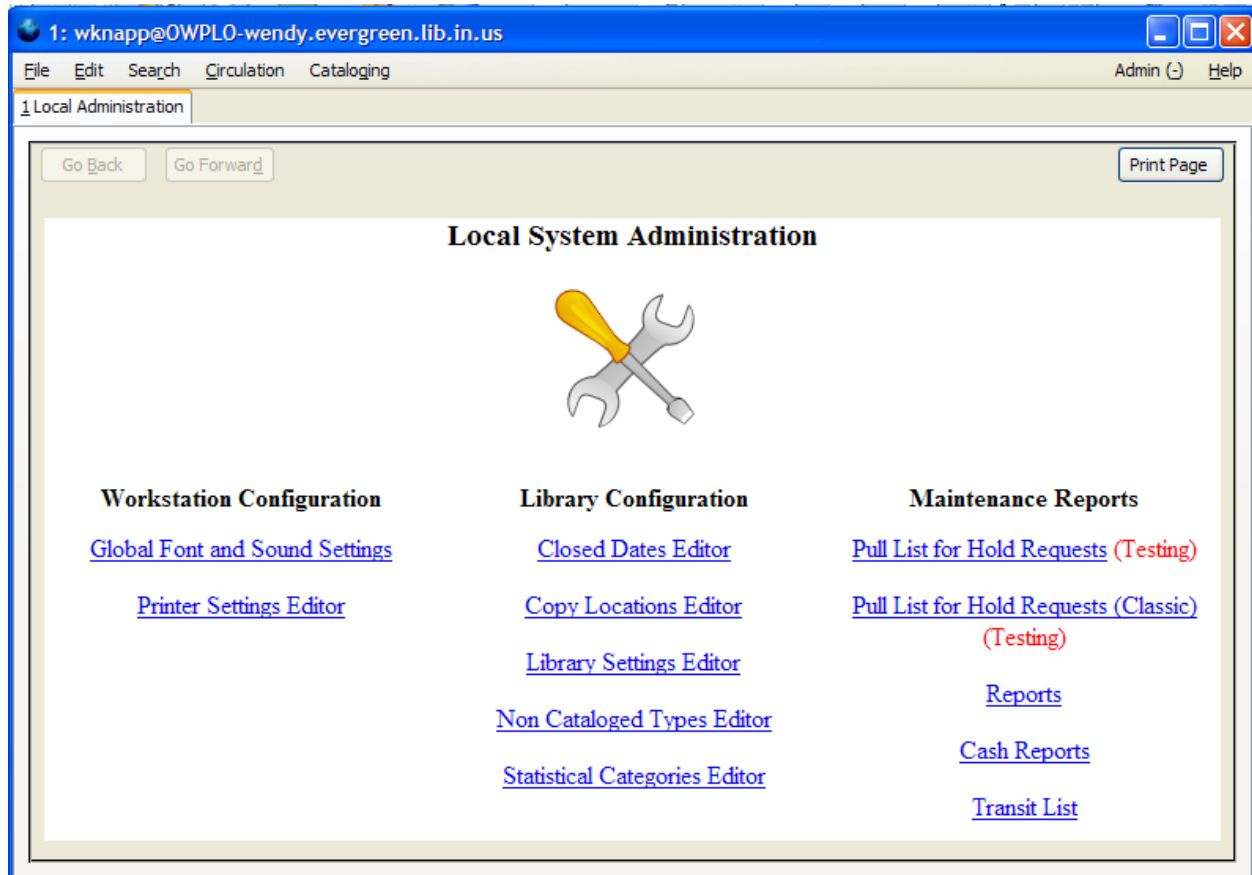 1: wknapp@OWPLO-wendy.evergreen.lib.in.us
File Edit Search Circulation Cataloging Admin (-) Help
1 Local Administration
Go Back Go Forward Print Page
Local System Administration
Workstation Configuration
Global Font and Sound Settings
Printer Settings Editor
Library Configuration
Closed Dates Editor
Copy Locations Editor
Library Settings Editor
Non Cataloged Types Editor
Statistical Categories Editor
Maintenance Reports
Pull List for Hold Requests (Testing)
Pull List for Hold Requests (Classic)
(Testing)
Reports
Cash Reports
Transit List